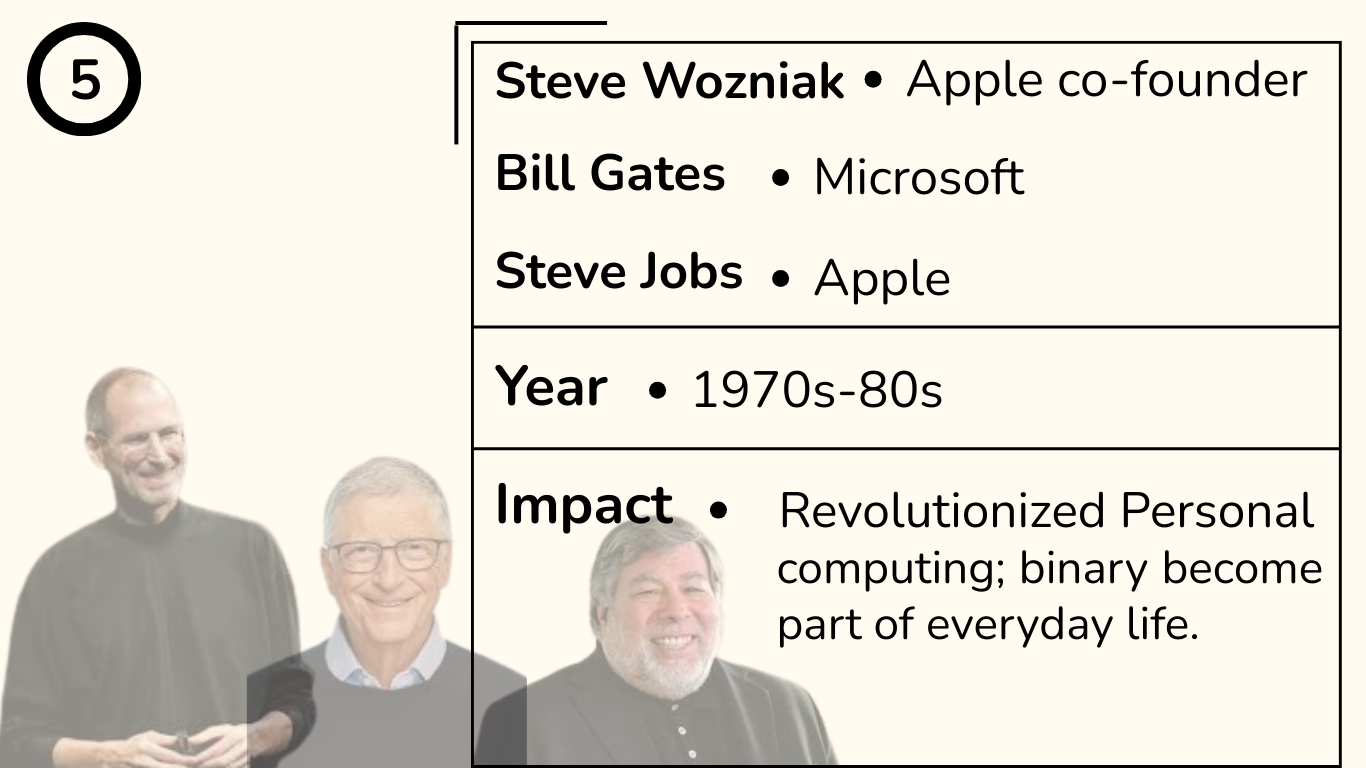 5
Steve Wozniak • Apple co-founder
Bill Gates • Microsoft
Steve Jobs • Apple
Year • 1970s-80s
Impact • Revolutionized Personal
computing; binary become
part of everyday life.